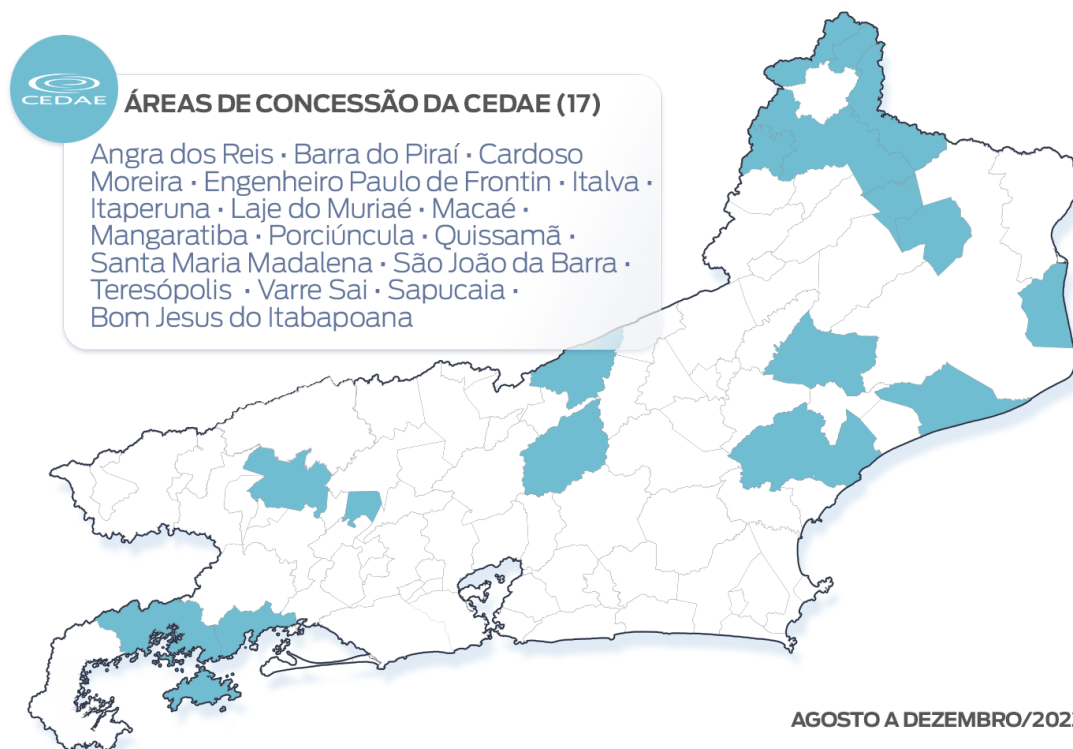 CEDAE
ÁREAS DE CONCESSÃO DA CEDAE (17)
Angra dos Reis · Barra do Piraí · Cardoso
Moreira · Engenheiro Paulo de Frontin · Italva ·
Itaperuna · Laje do Muriaé · Macaé ·
Mangaratiba · Porciúncula · Quissamã ·
Santa Maria Madalena · São João da Barra ·
Teresópolis · Varre Sai · Sapucaia ·
Bom Jesus do Itabapoana
AGOSTO A